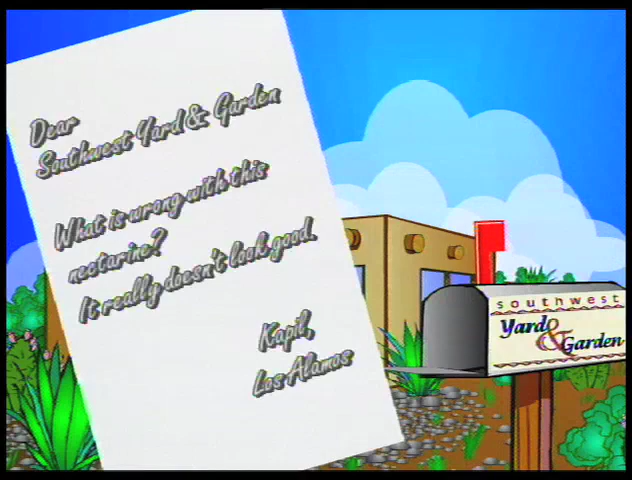 Dear
Southwest Yard & Garden
What is wrong with this
nectarine?
It really doesn't look good.
Kapil,
Los Alamos
southwest
Yard
&
Garden